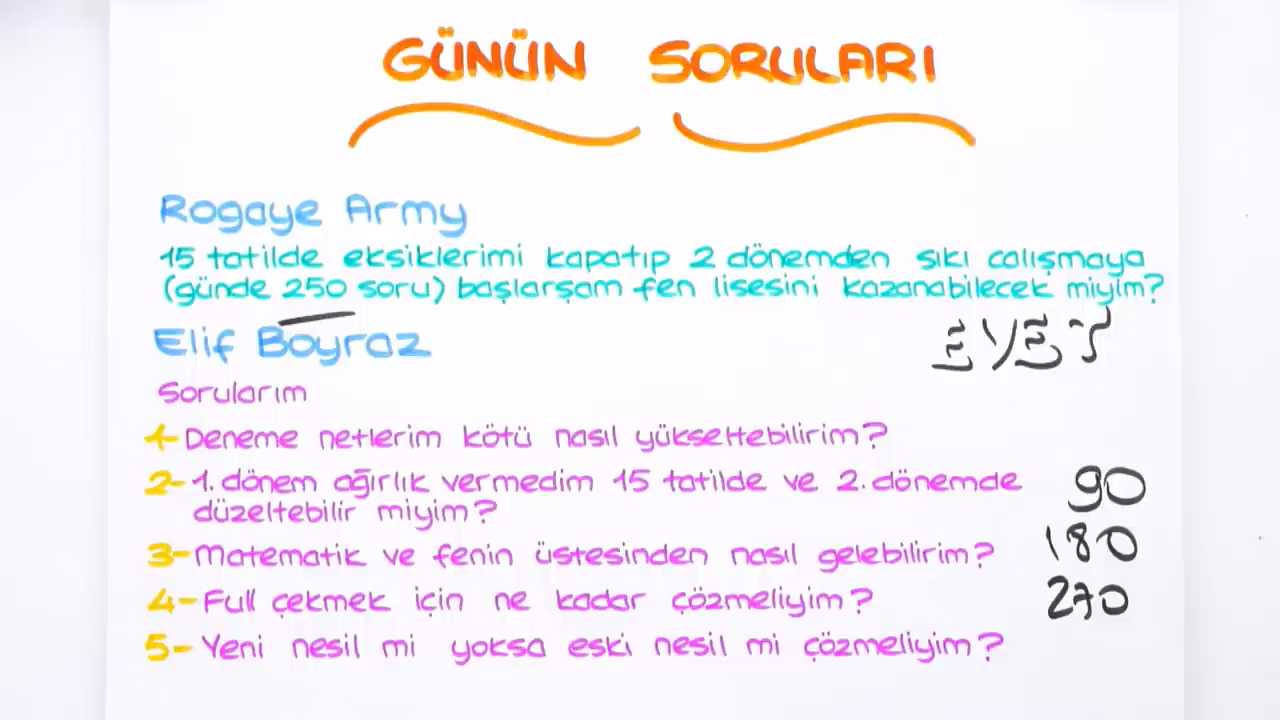 GÜNÜN SORULARI
Rogaye Army
15 tatilde eksiklerimi kapatıp 2 dönemden sıkı calışmaya
(günde 250 soru) başlarşam fen lisesini kazanabilecek miyim?
EVET
Elif Boyraz
Sorularım
1- Deneme netlerim kötü nasıl yükseltebilirim?
2- 1. dönem ağırlık vermedim 15 tatilde ve 2. dönemde
düzeltebilir miyim?
90
3- Matematik ve fenin üstesinden nasıl gelebilirim?
180
4- Full çekmek için ne kadar çözmeliyim?
270
5- Yeni nesil mi yoksa eski nesil mi çözmeliyim?